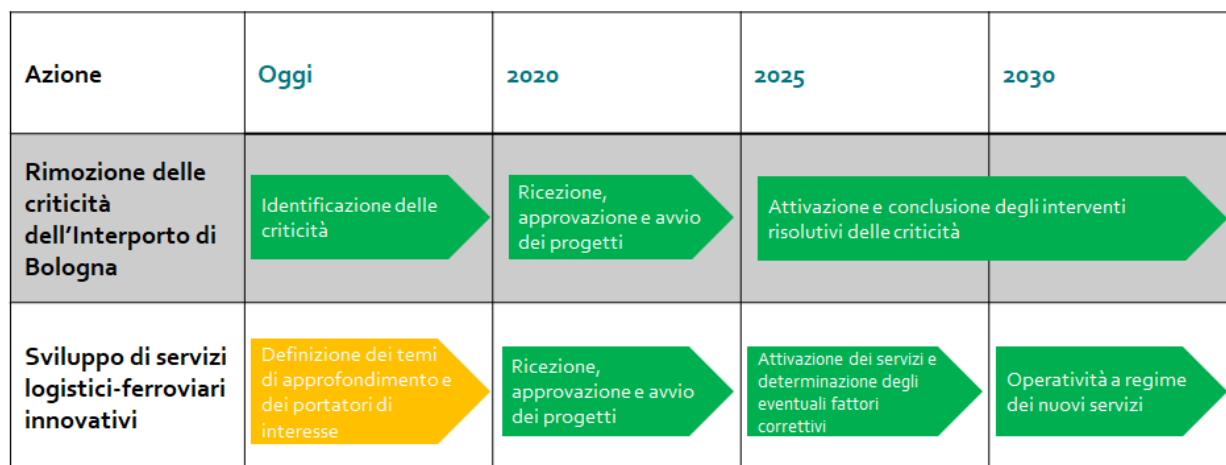 Azione
Oggi
2020
2025
2030
Rimozione delle
criticità
dell'Interporto di
Bologna
Identificazione delle
criticità
Ricezione,
approvazione e avvio
dei progetti
Attivazione e conclusione degli interventi
risolutivi delle criticità
Sviluppo di servizi
logistici-ferroviari
innovativi
Definizione dei temi
di approfondimento e
dei portatori di
interesse
Ricezione,
approvazione e avvio
dei progetti
Attivazione dei servizi e
determinazione degli
eventuali fattori
correttivi
Operatività a regime
dei nuovi servizi